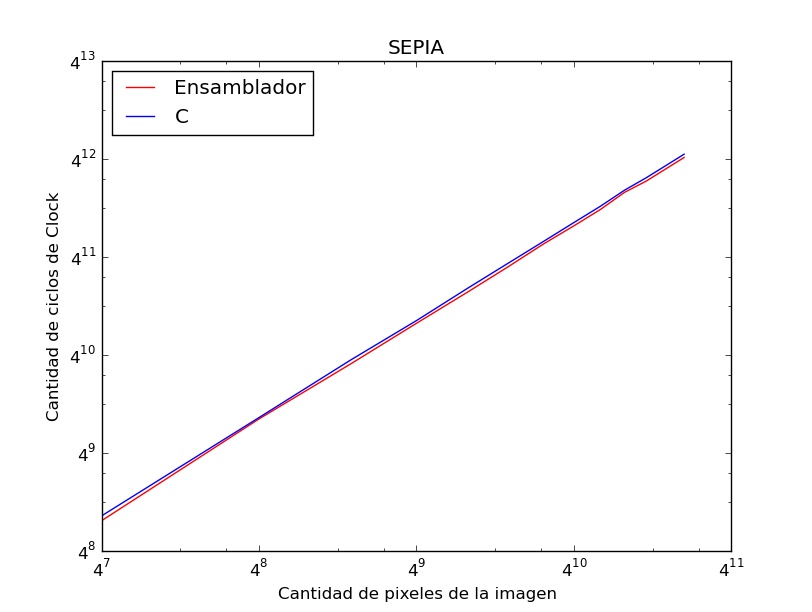 SEPIA
4^13
Ensamblador
C
4^12
4^11
4^10
4^9
4^8
Cantidad de ciclos de Clock
4^7
4^8
4^9
4^10
4^11
Cantidad de pixeles de la imagen